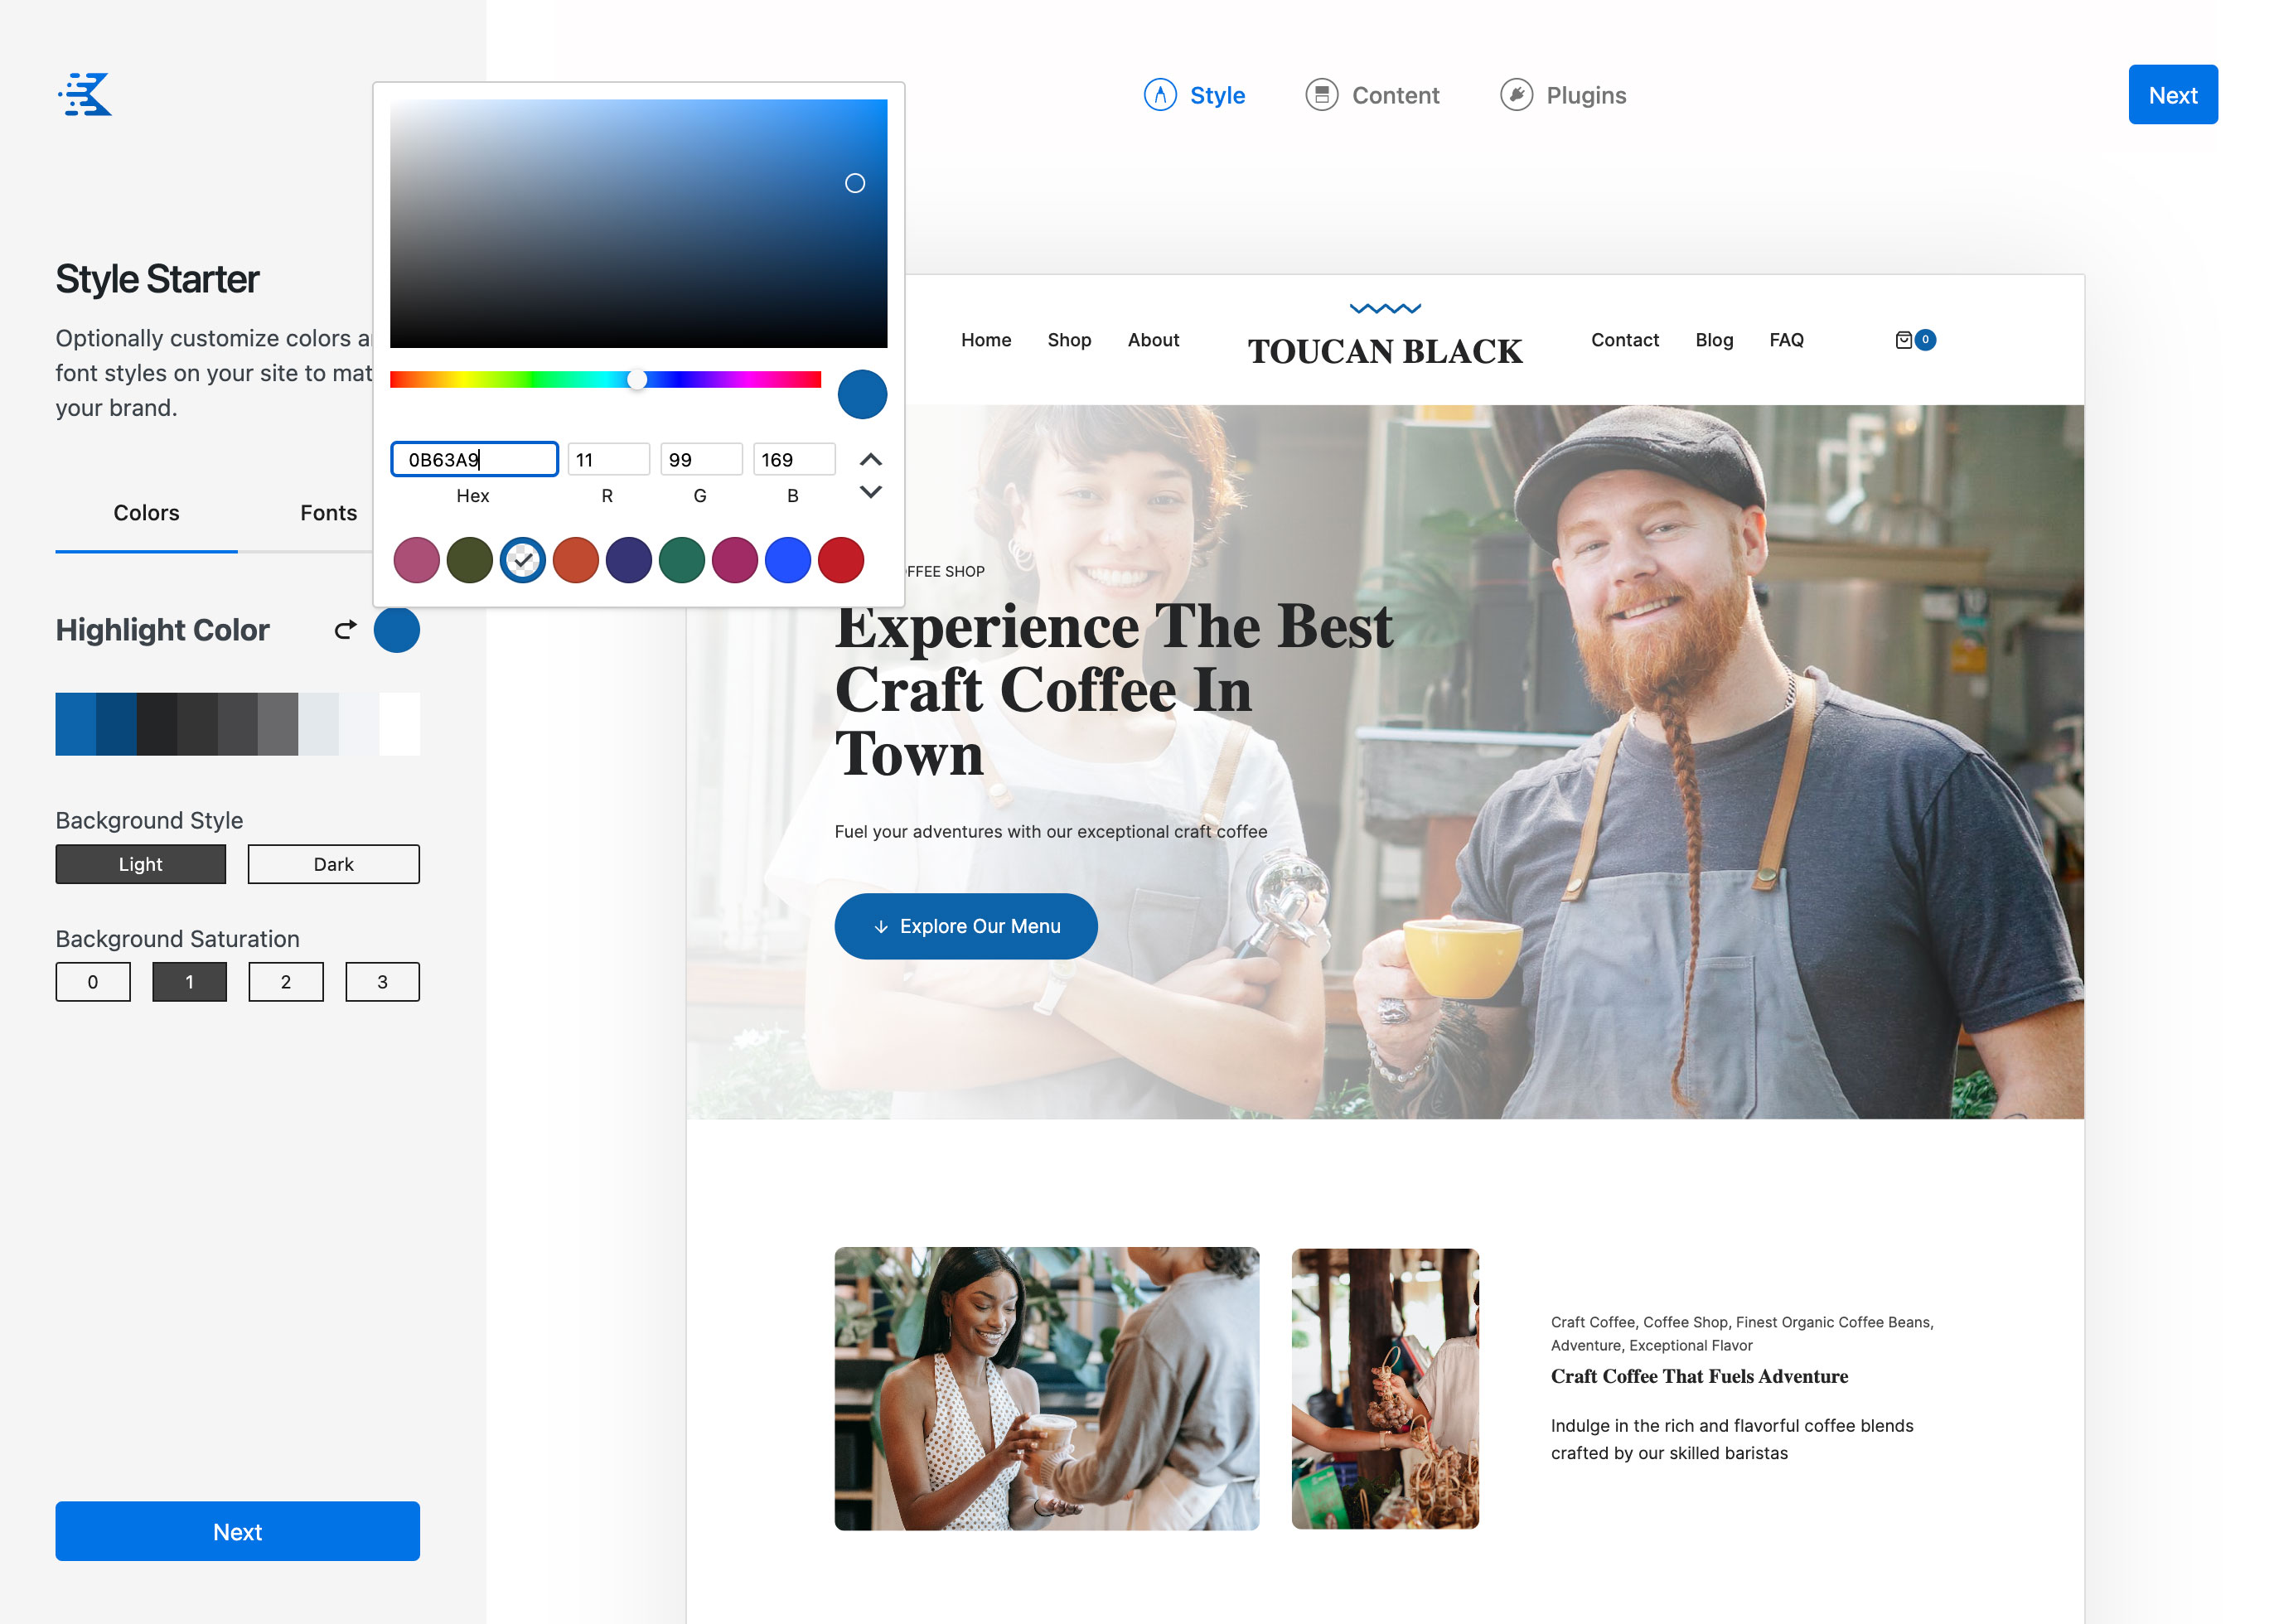 Style
Content
Plugins
Next
Style Starter
Optionally customize colors a
font styles on your site to mat
your brand.
Colors
Fonts
0B63A9
11
99
169
Hex
R
G
B
Highlight Color
Background Style
Light
Dark
Background Saturation
0
1
2
3
Next
Home
Shop
About
TOUCAN BLACK
Contact
Blog
FAQ
0
FFEE SHOP
Experience The Best
Craft Coffee In
Town
Fuel your adventures with our exceptional craft coffee
Explore Our Menu
Craft Coffee, Coffee Shop, Finest Organic Coffee Beans,
Adventure, Exceptional Flavor
Craft Coffee That Fuels Adventure
Indulge in the rich and flavorful coffee blends
crafted by our skilled baristas